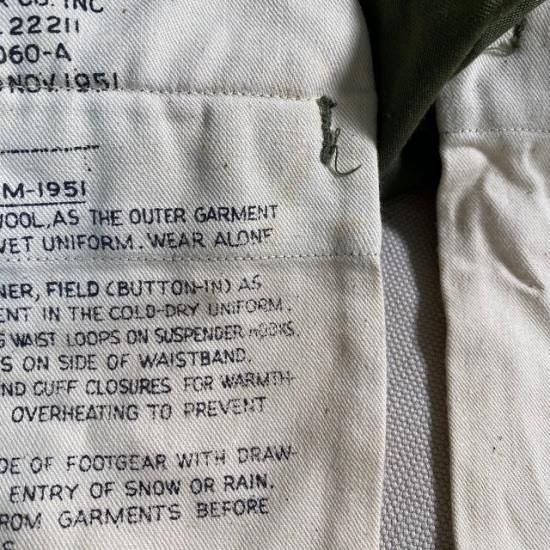 CO. INC
22211
060-A
NOV. 1951
M-1951
WOOL, AS THE OUTER GARMENT
WET UNIFORM. WEAR ALONE
NER, FIELD (BUTTON-IN) AS
ENT IN THE COLD-DRY UNIFORM.
WAIST LOOPS ON SUSPENDER HOOKS.
S ON SIDE OF WAISTBAND.
ND CUFF CLOSURES FOR WARMTH-
OVERHEATING TO PREVENT
DE OF FOOTGEAR WITH DRAW-
ENTRY OF SNOW OR RAIN.
FROM GARMENTS BEFORE